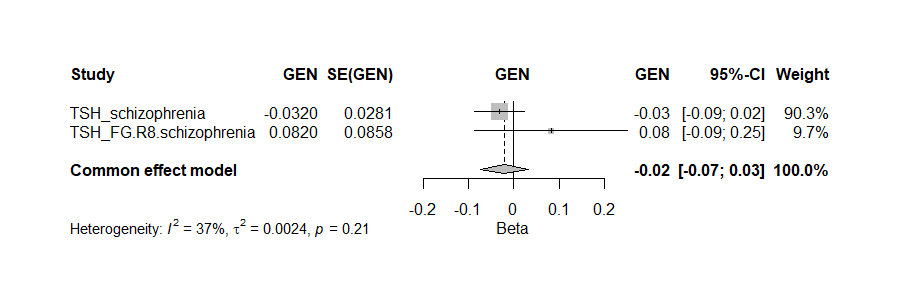 Study GEN SE(GEN) GEN GEN 95%-CI Weight
TSH_schizophrenia -0.0320 0.0281 -0.03 [-0.09; 0.02] 90.3%
TSH_FG.R8.schizophrenia 0.0820 0.0858 0.08 [-0.09; 0.25] 9.7%
Common effect model -0.02 [-0.07; 0.03] 100.0%
-0.2 -0.1 0 0.1 0.2
Heterogeneity: I² = 37%, τ² = 0.0024, p = 0.21 Beta